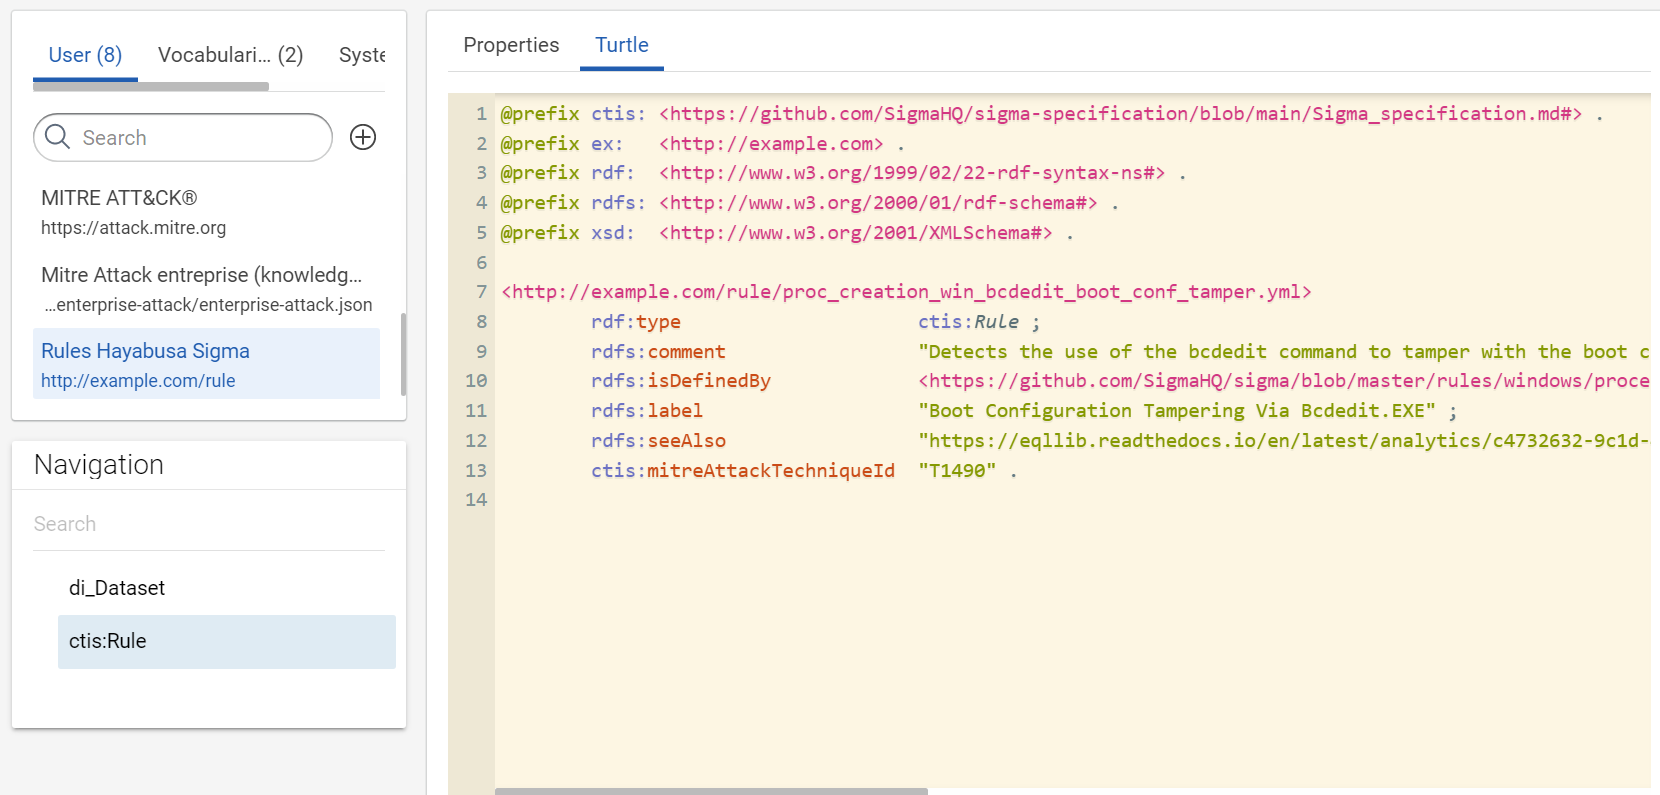 User (8) Vocabulari... (2) Syste
Search
MITRE ATT&CK®
https://attack.mitre.org
Mitre Attack entreprise (knowledg...
...enterprise-attack/enterprise-attack.json
Rules Hayabusa Sigma
http://example.com/rule
Navigation
Search
di_Dataset
ctis:Rule
Properties Turtle
1 @prefix ctis: <https://github.com/SigmaHQ/sigma-specification/blob/main/Sigma_specification.md#> .
2 @prefix ex: <http://example.com> .
3 @prefix rdf: <http://www.w3.org/1999/02/22-rdf-syntax-ns#> .
4 @prefix rdfs: <http://www.w3.org/2000/01/rdf-schema#> .
5 @prefix xsd: <http://www.w3.org/2001/XMLSchema#> .
6
7 <http://example.com/rule/proc_creation_win_bcdedit_boot_conf_tamper.yml>
8 rdf:type ctis:Rule ;
9 rdfs:comment "Detects the use of the bcdedit command to tamper with the boot c
10 rdfs:isDefinedBy <https://github.com/SigmaHQ/sigma/blob/master/rules/windows/proce
11 rdfs:label "Boot Configuration Tampering Via Bcdedit.EXE" ;
12 rdfs:seeAlso "https://eqllib.readthedocs.io/en/latest/analytics/c4732632-9c1d-
13 ctis:mitreAttackTechniqueId "T1490" .
14